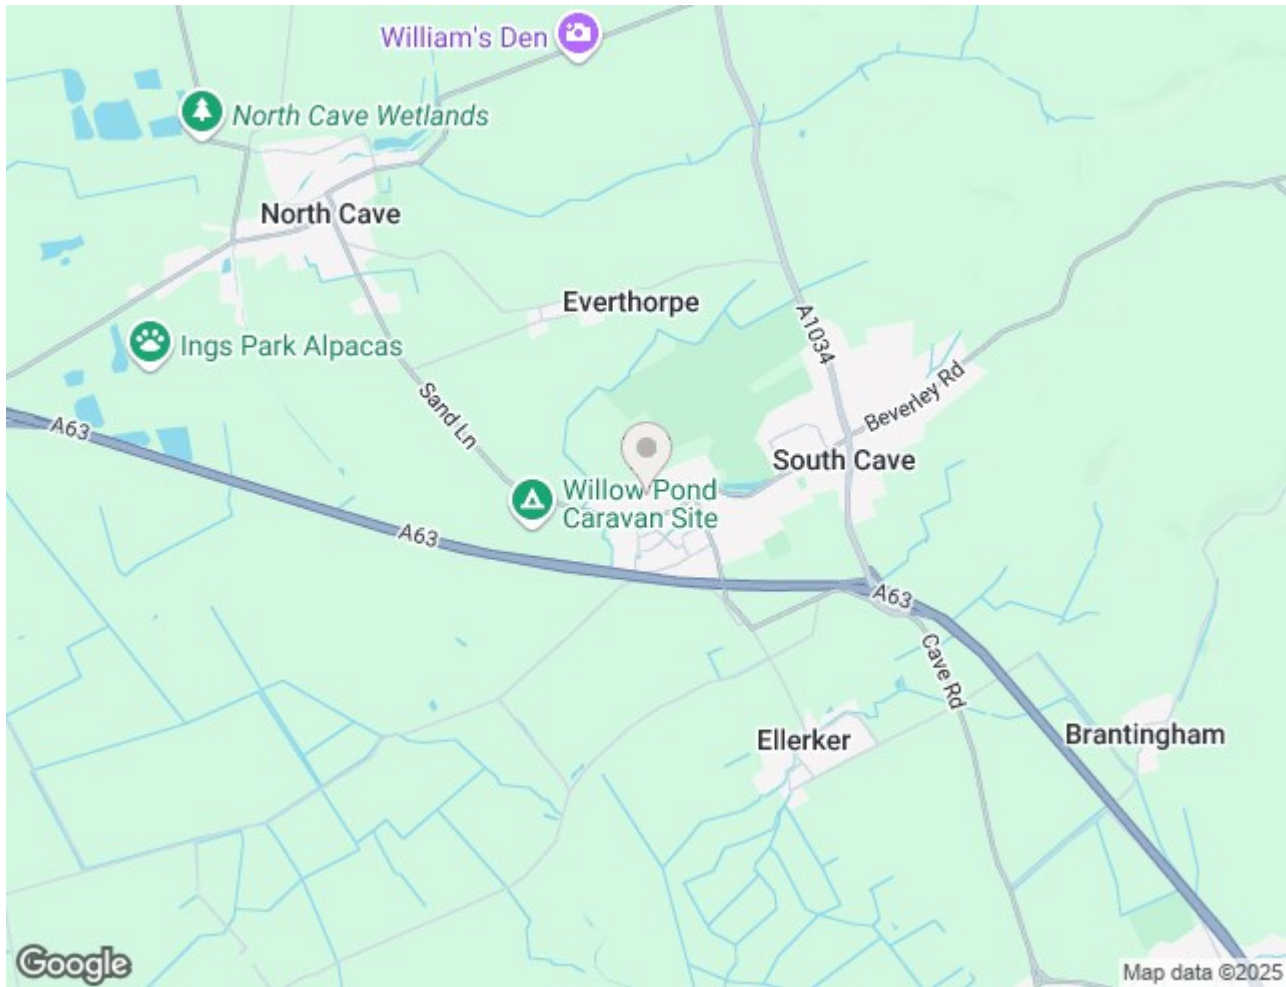 William's Den
North Cave Wetlands
North Cave
Everthorpe
A1034
Ings Park Alpacas
Sand Ln
Beverley Rd
A63
South Cave
Willow Pond
Caravan Site
A63
A63
Cave Rd
Ellerker
Brantingham
Google
Map data ©2025